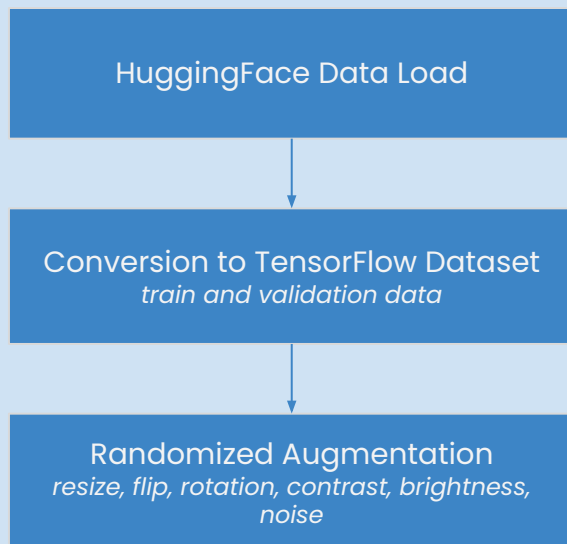 HuggingFace Data Load
Conversion to TensorFlow Dataset
train and validation data
Randomized Augmentation
resize, flip, rotation, contrast, brightness,
noise